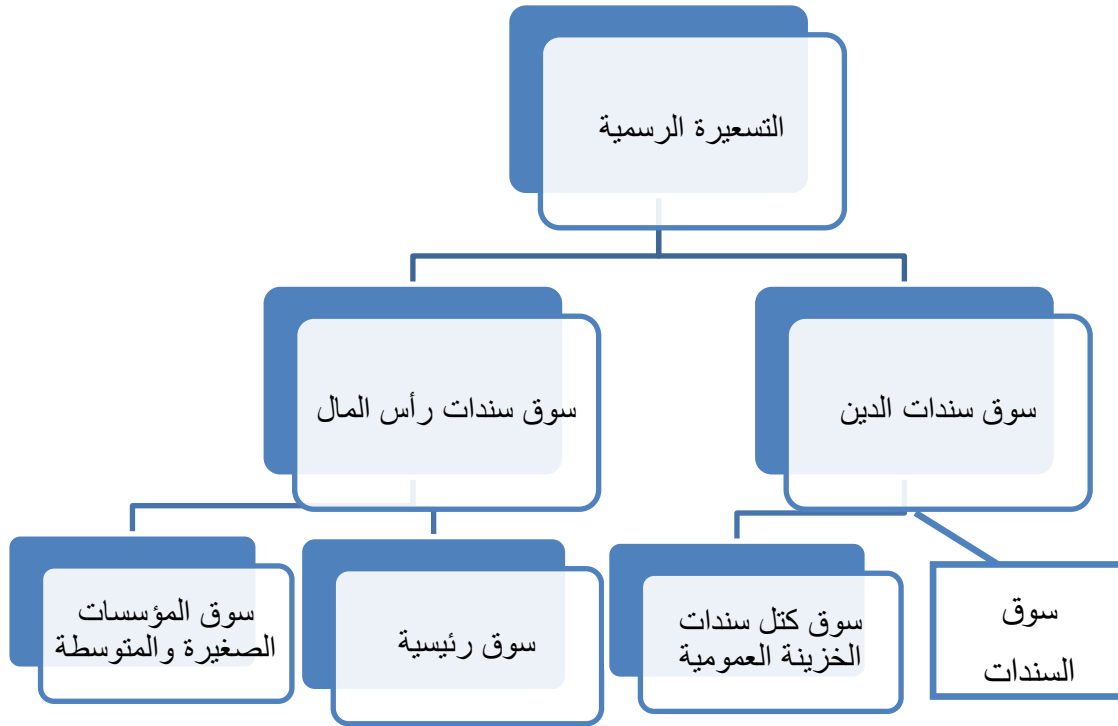 التسعيرة الرسمية
سوق سندات الدين
سوق سندات رأس المال
سوق
السندات
سوق كتل سندات
الخزينة العمومية
سوق رئيسية
سوق المؤسسات
الصغيرة والمتوسطة